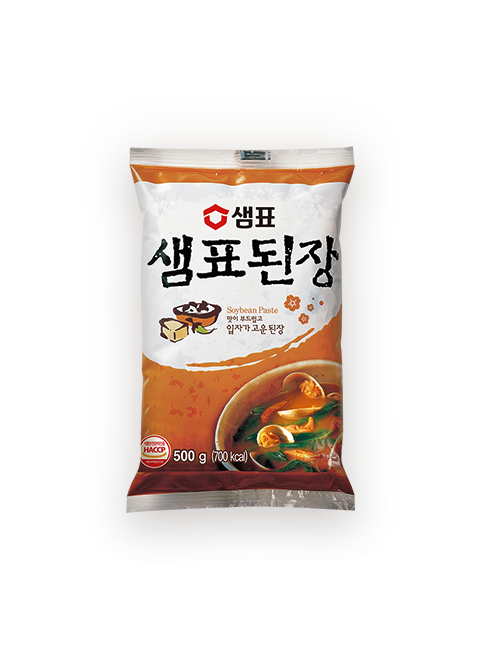 샘표
샘표된장
Soybean Paste
맛이 부드럽고
입자가 고운 된장
HACCP
500 g (700 kcal)